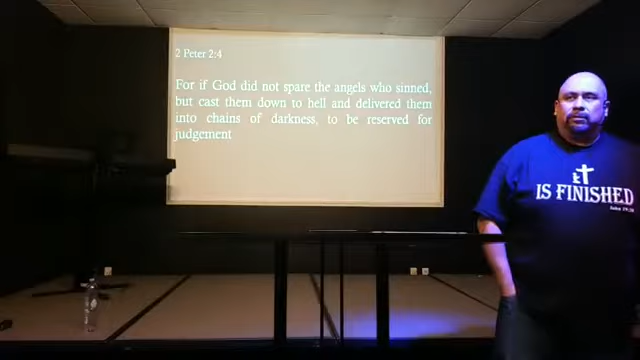 2 Peter 2:4
For if God did not spare the angels who sinned,
but cast them down to hell and delivered them
into chains of darkness, to be reserved for
judgement
IS FINISHED